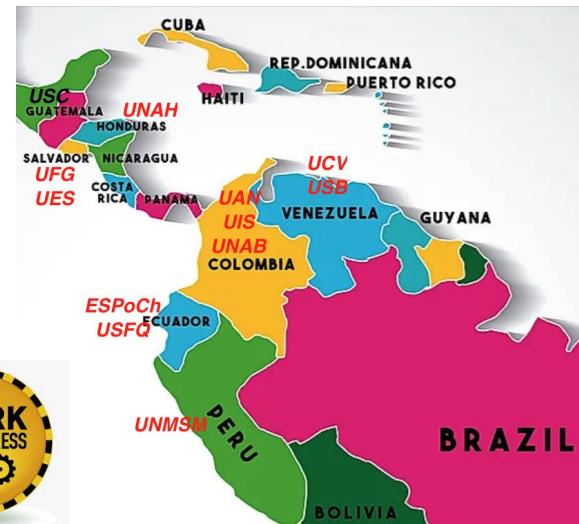 CUBA
REP.DOMINICANA
PUERTO RICO
HAITI
USC
GUATEMALA
UNAH
HONDURAS
SALVADOR
NICARAGUA
UFG
UES
COSTA
RICA
PANAMA
UCV
USB
VENEZUELA
GUYANA
UAN
UIS
UNAB
COLOMBIA
ESPoCh
USFQ
ECUADOR
UNMSM
PERU
BRAZIL
BOLIVIA